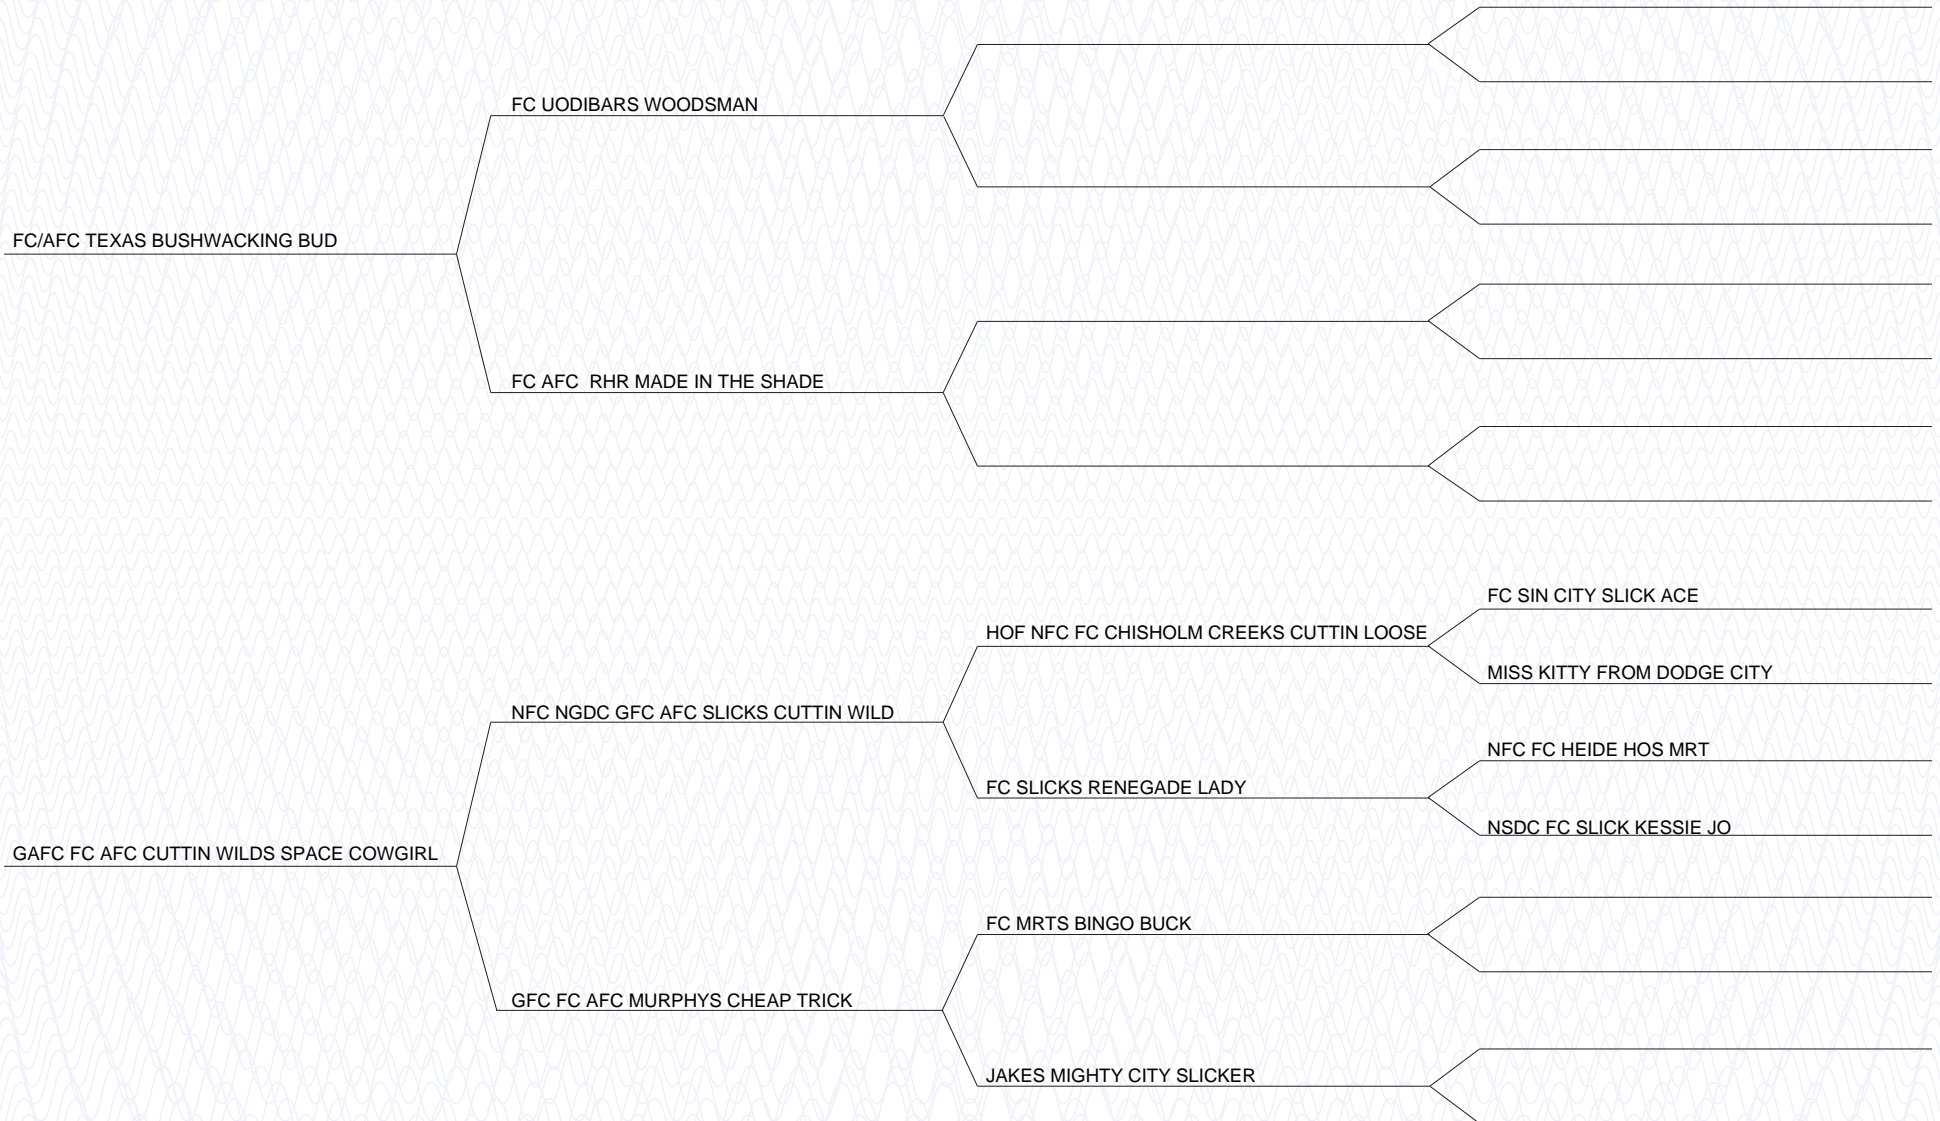 FC UODIBARS WOODSMAN
FC/AFC TEXAS BUSHWACKING BUD
FC AFC  RHR MADE IN THE SHADE
FC SIN CITY SLICK ACE
HOF NFC FC CHISHOLM CREEKS CUTTIN LOOSE
MISS KITTY FROM DODGE CITY
NFC NGDC GFC AFC SLICKS CUTTIN WILD
NFC FC HEIDE HOS MRT
FC SLICKS RENEGADE LADY
NSDC FC SLICK KESSIE JO
GAFC FC AFC CUTTIN WILDS SPACE COWGIRL
FC MRTS BINGO BUCK
GFC FC AFC MURPHYS CHEAP TRICK
JAKES MIGHTY CITY SLICKER